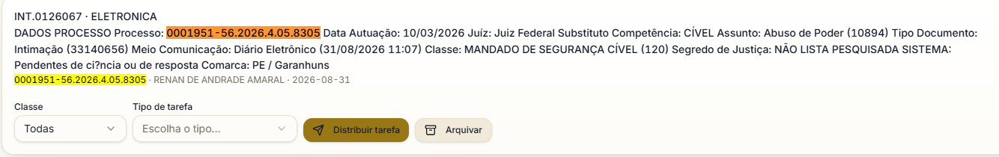 INT.0126067 · ELETRONICA
DADOS PROCESSO Processo: 0001951-56.2026.4.05.8305 Data Autuação: 10/03/2026 Juíz: Juiz Federal Substituto Competência: CÍVEL Assunto: Abuso de Poder (10894) Tipo Documento:
Intimação (33140656) Meio Comunicação: Diário Eletrônico (31/08/2026 11:07) Classe: MANDADO DE SEGURANÇA CÍVEL (120) Segredo de Justiça: NÃO LISTA PESQUISADA SISTEMA:
Pendentes de ci?ncia ou de resposta Comarca: PE / Garanhuns
0001951-56.2026.4.05.8305 · RENAN DE ANDRADE AMARAL · 2026-08-31
Classe Tipo de tarefa
Todas Escolha o tipo... Distribuir tarefa Arquivar